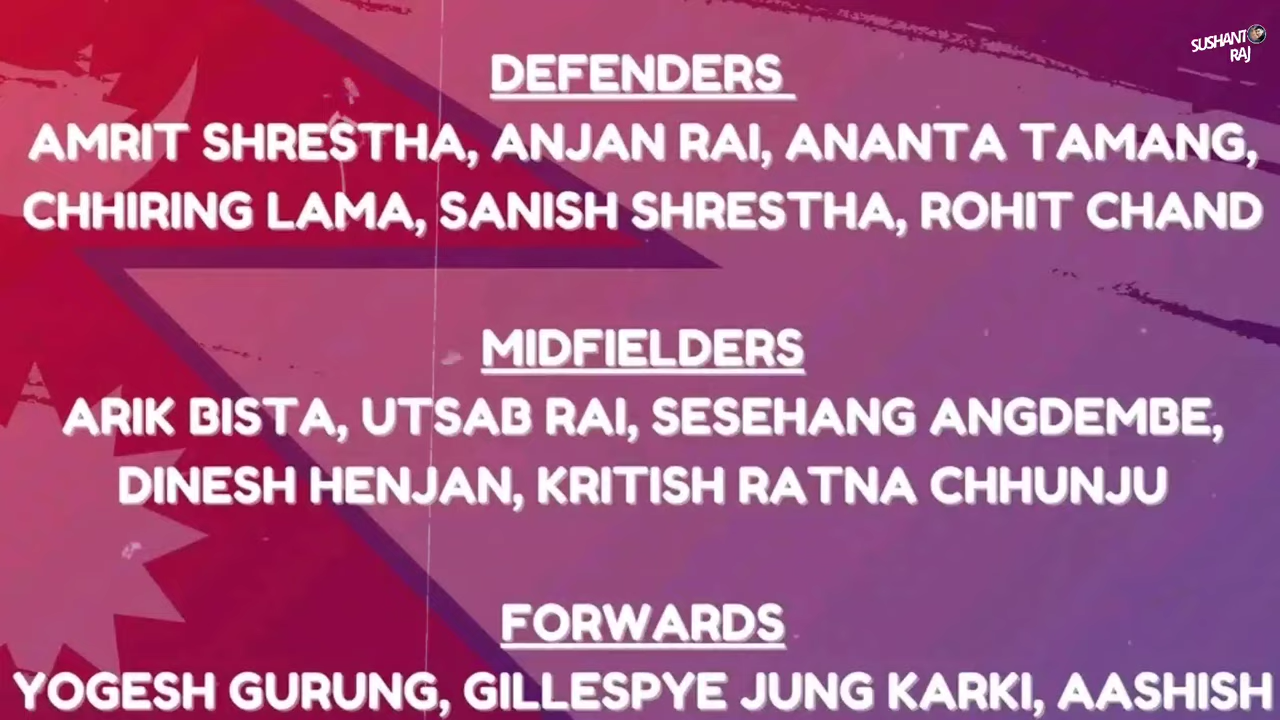 SUSHANT
RAJ
DEFENDERS
AMRIT SHRESTHA, ANJAN RAI, ANANTA TAMANG,
CHHIRING LAMA, SANISH SHRESTHA, ROHIT CHAND
MIDFIELDERS
ARIK BISTA, UTSAB RAI, SESEHANG ANGDEMBE,
DINESH HENJAN, KRITISH RATNA CHHUNJU
FORWARDS
YOGESH GURUNG, GILLESPYE JUNG KARKI, AASHISH